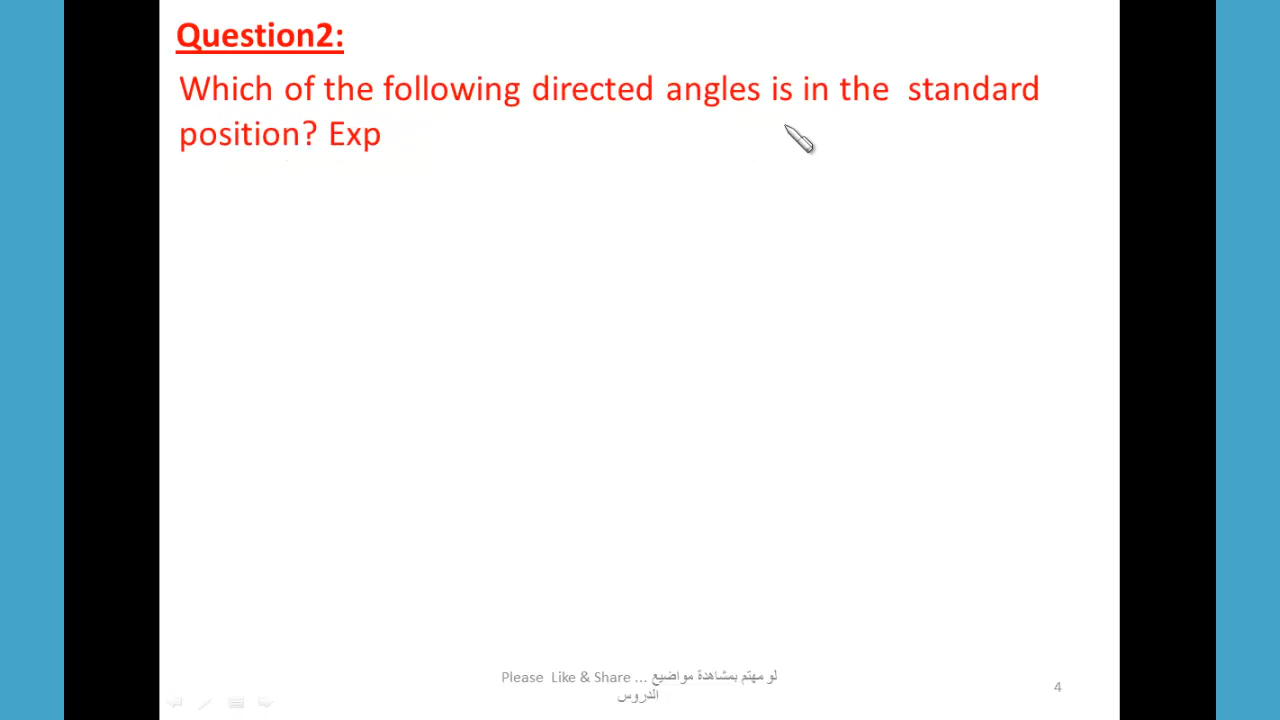 Question2:
Which of the following directed angles is in the standard
position? Exp
Please Like & Share ... لو مهتم بمشاهدة مواضيع
الدروس
4